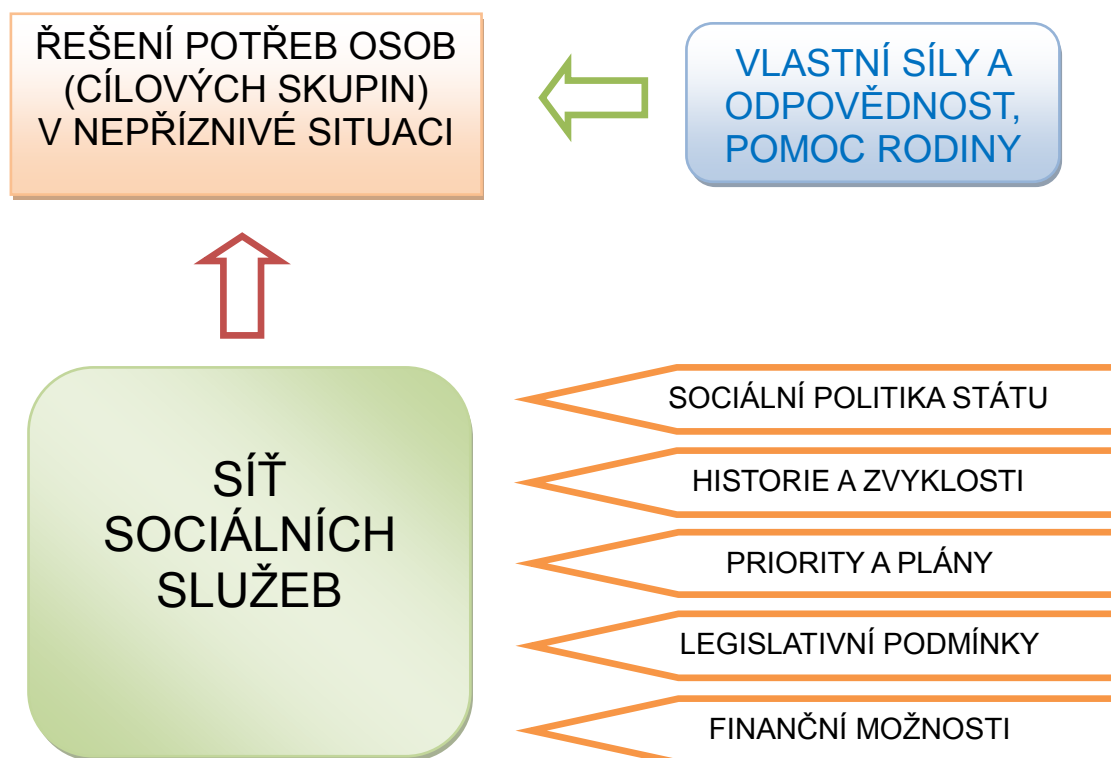 ŘEŠENÍ POTŘEB OSOB
(CÍLOVÝCH SKUPIN)
V NEPŘÍZNIVÉ SITUACI
VLASTNÍ SÍLY A
ODPOVĚDNOST,
POMOC RODINY
SÍŤ
SOCIÁLNÍCH
SLUŽEB
SOCIÁLNÍ POLITIKA STÁTU
HISTORIE A ZVYKLOSTI
PRIORITY A PLÁNY
LEGISLATIVNÍ PODMÍNKY
FINANČNÍ MOŽNOSTI